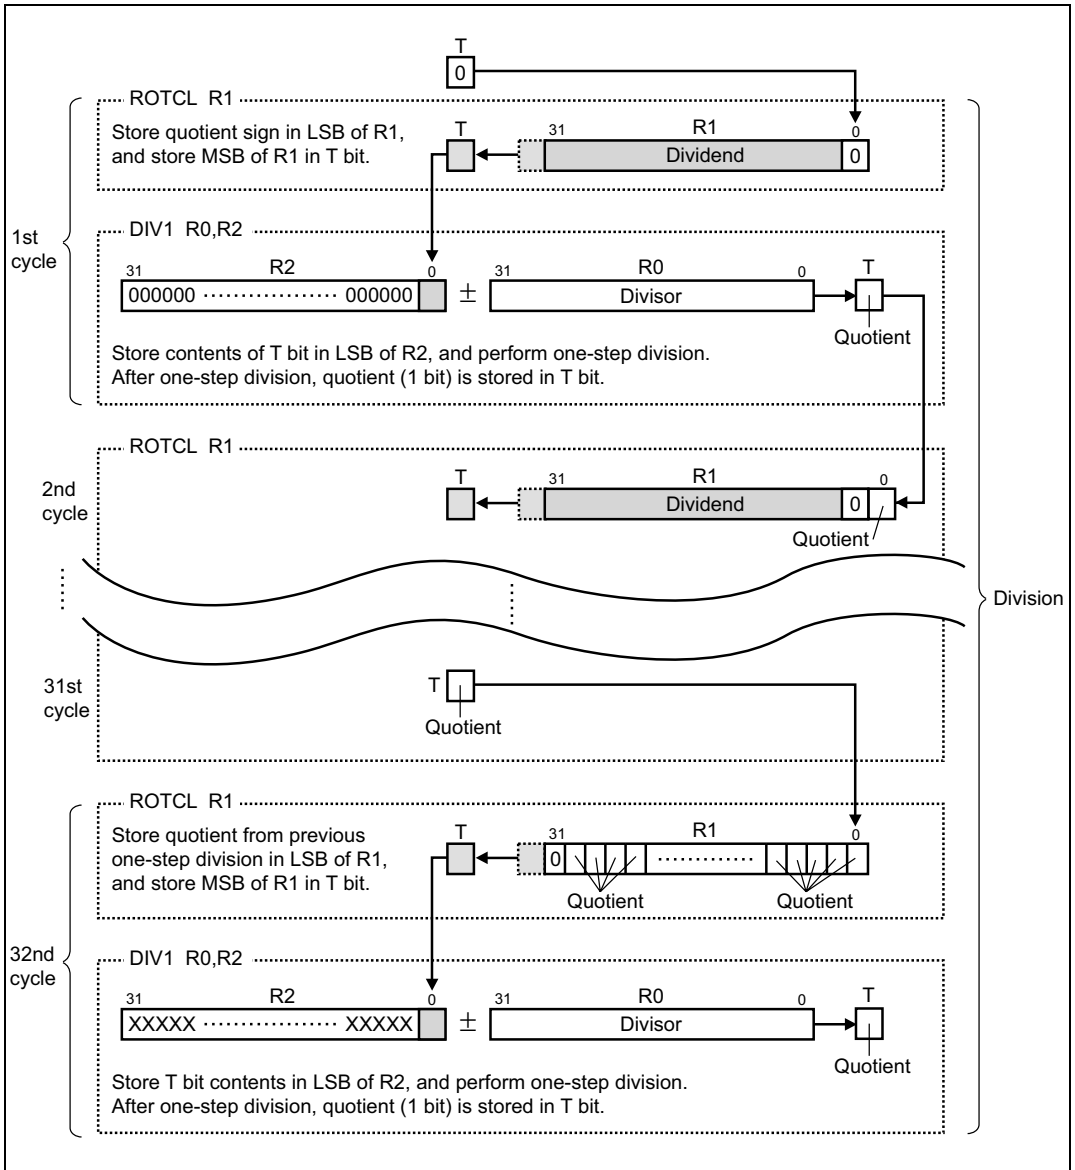 T
0
ROTCL R1
Store quotient sign in LSB of R1,
and store MSB of R1 in T bit.
T
31 R1 0
Dividend 0
1st
cycle
DIV1 R0,R2
31 R2 0
000000 ·················· 000000
±
31 R0 0
Divisor
T
Quotient
Store contents of T bit in LSB of R2, and perform one-step division.
After one-step division, quotient (1 bit) is stored in T bit.
ROTCL R1
2nd
cycle
T
31 R1 0
Dividend 0
Quotient
Division
31st
cycle
T
Quotient
ROTCL R1
Store quotient from previous
one-step division in LSB of R1,
and store MSB of R1 in T bit.
T
31 R1 0
0 ·············
Quotient Quotient
32nd
cycle
DIV1 R0,R2
31 R2 0
XXXXX ·················· XXXXX
±
31 R0 0
Divisor
T
Quotient
Store T bit contents in LSB of R2, and perform one-step division.
After one-step division, quotient (1 bit) is stored in T bit.